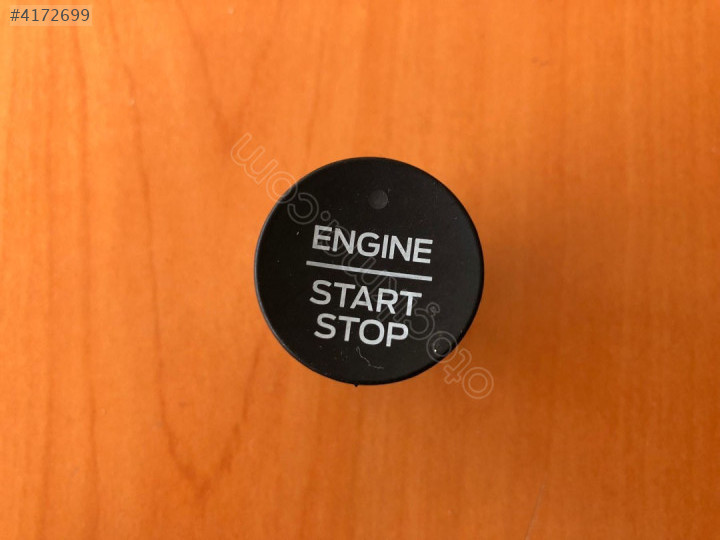 #4172699
ENGINE
START
STOP